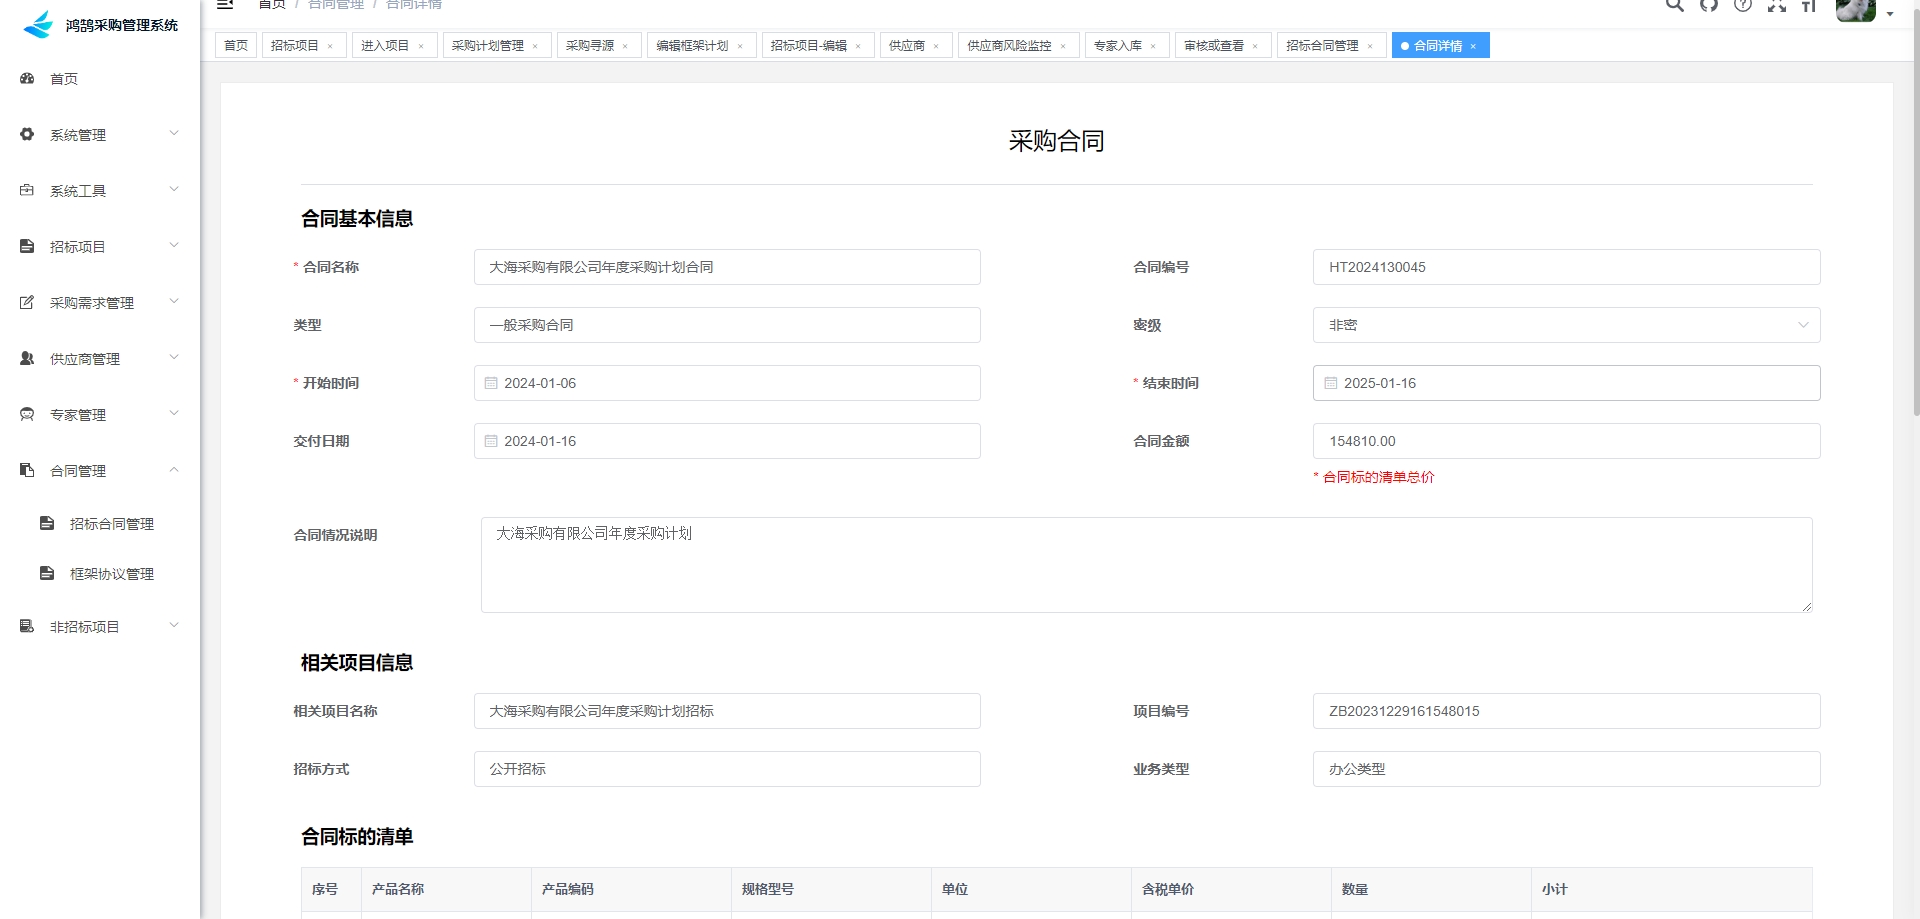 鸿鹄采购管理系统
首页 / 合同管理 / 合同详情
首页 招标项目 × 进入项目 × 采购计划管理 × 采购寻源 × 编辑框架计划 × 招标项目-编辑 × 供应商 × 供应商风险监控 × 专家入库 × 审核或查看 × 招标合同管理 × 合同详情 ×
首页
系统管理
系统工具
招标项目
采购需求管理
供应商管理
专家管理
合同管理
招标合同管理
框架协议管理
非招标项目
采购合同
合同基本信息
* 合同名称 大海采购有限公司年度采购计划合同 合同编号 HT2024130045
类型 一般采购合同 密级 非密
* 开始时间 2024-01-06 * 结束时间 2025-01-16
交付日期 2024-01-16 合同金额 154810.00
* 合同标的清单总价
合同情况说明 大海采购有限公司年度采购计划
相关项目信息
相关项目名称 大海采购有限公司年度采购计划招标 项目编号 ZB20231229161548015
招标方式 公开招标 业务类型 办公类型
合同标的清单
序号 产品名称 产品编码 规格型号 单位 含税单价 数量 小计